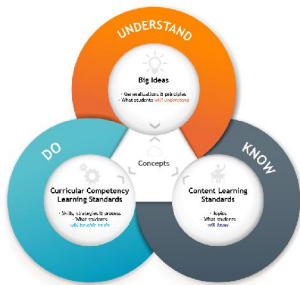 UNDERSTAND
Big Ideas
- Generalizations & principles
- What students will understand
Concepts
DO
Curricular Competency
Learning Standards
- Skills, strategies & process
- What students
will be able to do
KNOW
Content Learning
Standards
- Topics
- What students
will know